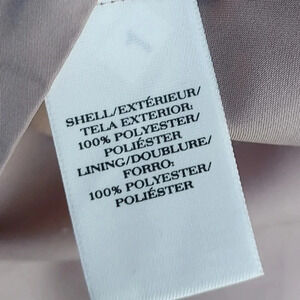 SHELL/EXTÉRIEUR/
TELA EXTERIOR:
100% POLYESTER/
POLIÉSTER
LINING/DOUBLURE/
FORRO:
100% POLYESTER/
POLIÉSTER